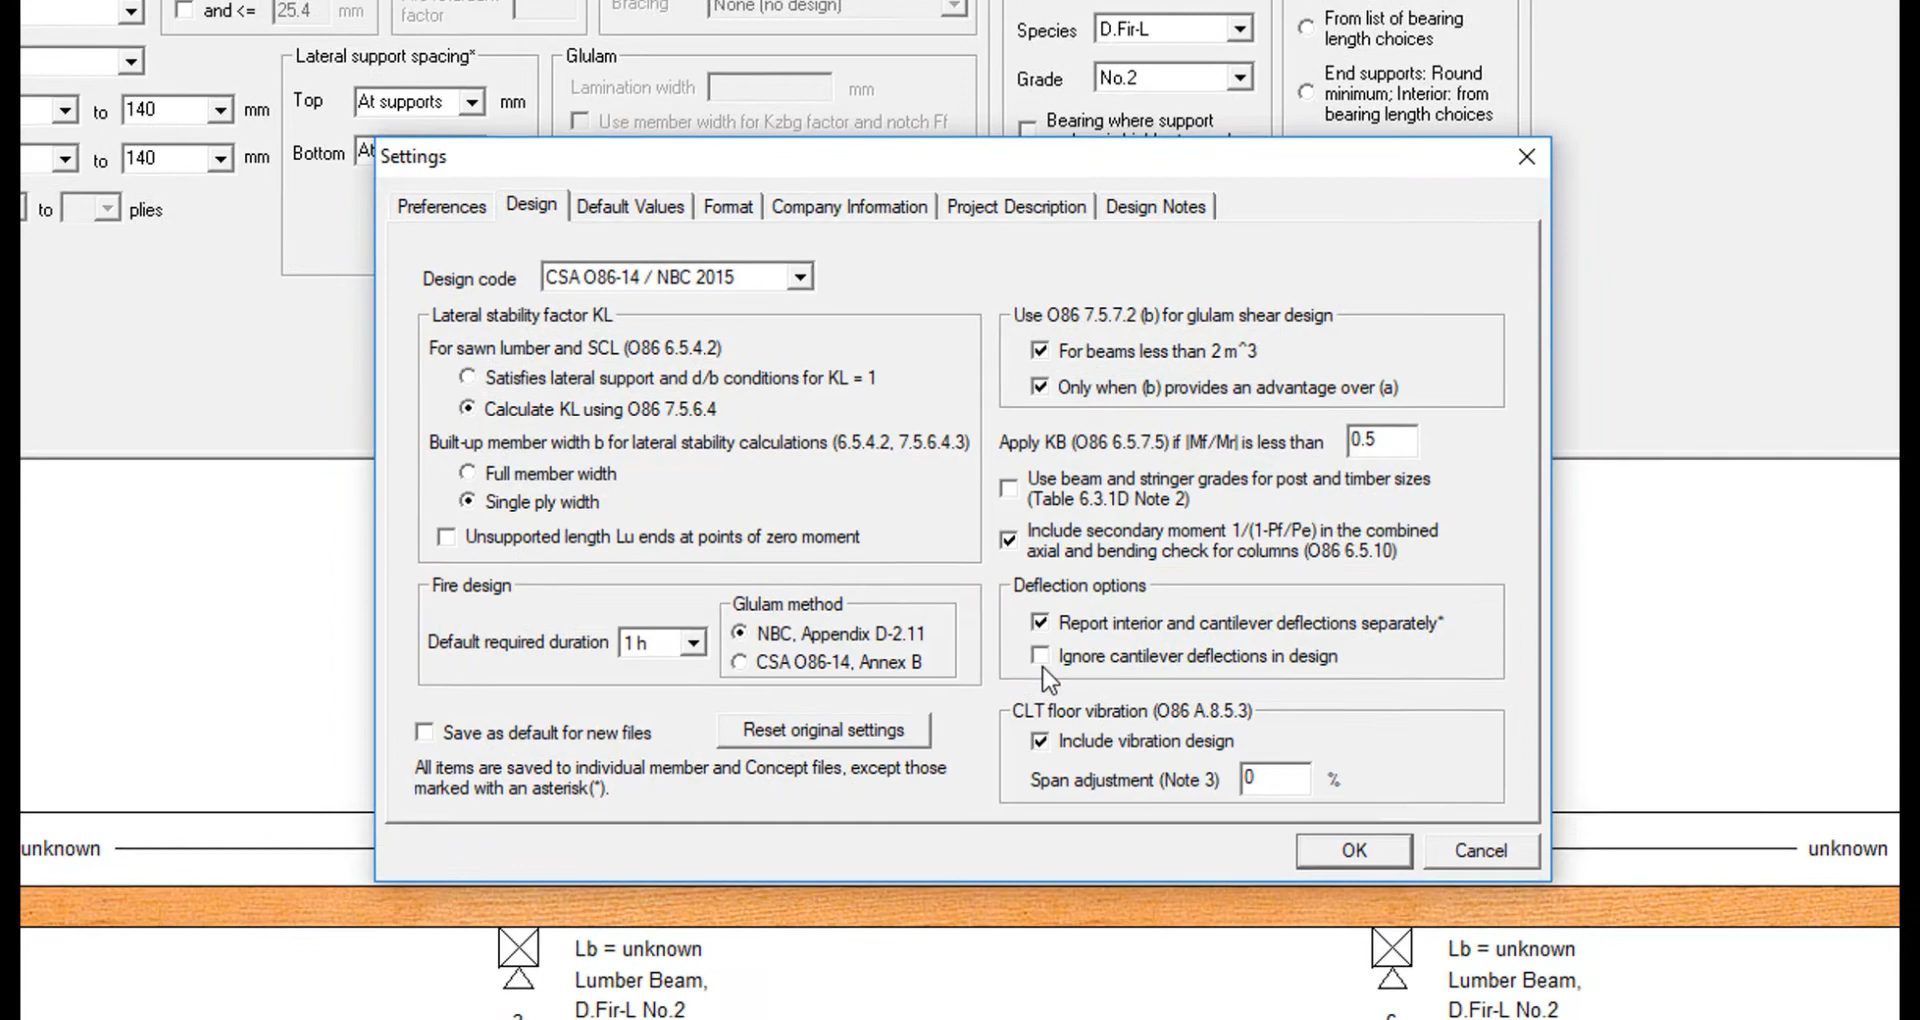 and <= 25.4 mm
factor
Bracing None (no design)
Species D.Fir-L
From list of bearing
length choices
Lateral support spacing*
Glulam
Lamination width mm
Grade No.2
End supports: Round
minimum; Interior: from
bearing length choices
to 140 mm
Top At supports mm
Use member width for Kzbg factor and notch Ff
Bearing where support
to 140 mm
Bottom At
to plies
Settings
Preferences Design Default Values Format Company Information Project Description Design Notes
Design code CSA O86-14 / NBC 2015
Lateral stability factor KL
For sawn lumber and SCL (O86 6.5.4.2)
Satisfies lateral support and d/b conditions for KL = 1
Calculate KL using O86 7.5.6.4
Built-up member width b for lateral stability calculations (6.5.4.2, 7.5.6.4.3)
Full member width
Single ply width
Unsupported length Lu ends at points of zero moment
Fire design
Default required duration 1 h
Glulam method
NBC, Appendix D-2.11
CSA O86-14, Annex B
Save as default for new files
Reset original settings
All items are saved to individual member and Concept files, except those
marked with an asterisk(*).
Use O86 7.5.7.2 (b) for glulam shear design
For beams less than 2 m^3
Only when (b) provides an advantage over (a)
Apply KB (O86 6.5.7.5) if |Mf/Mr| is less than 0.5
Use beam and stringer grades for post and timber sizes
(Table 6.3.1D Note 2)
Include secondary moment 1/(1-Pf/Pe) in the combined
axial and bending check for columns (O86 6.5.10)
Deflection options
Report interior and cantilever deflections separately*
Ignore cantilever deflections in design
CLT floor vibration (O86 A.8.5.3)
Include vibration design
Span adjustment (Note 3) 0 %
OK Cancel
unknown
unknown
Lb = unknown
Lumber Beam,
D.Fir-L No.2
Lb = unknown
Lumber Beam,
D.Fir-L No.2